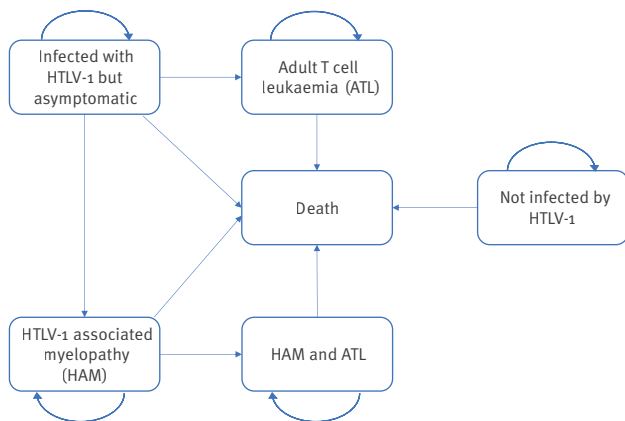 Infected with
HTLV-1 but
asymptomatic
Adult T cell
leukaemia (ATL)
Death
Not infected by
HTLV-1
HTLV-1 associated
myelopathy
(HAM)
HAM and ATL